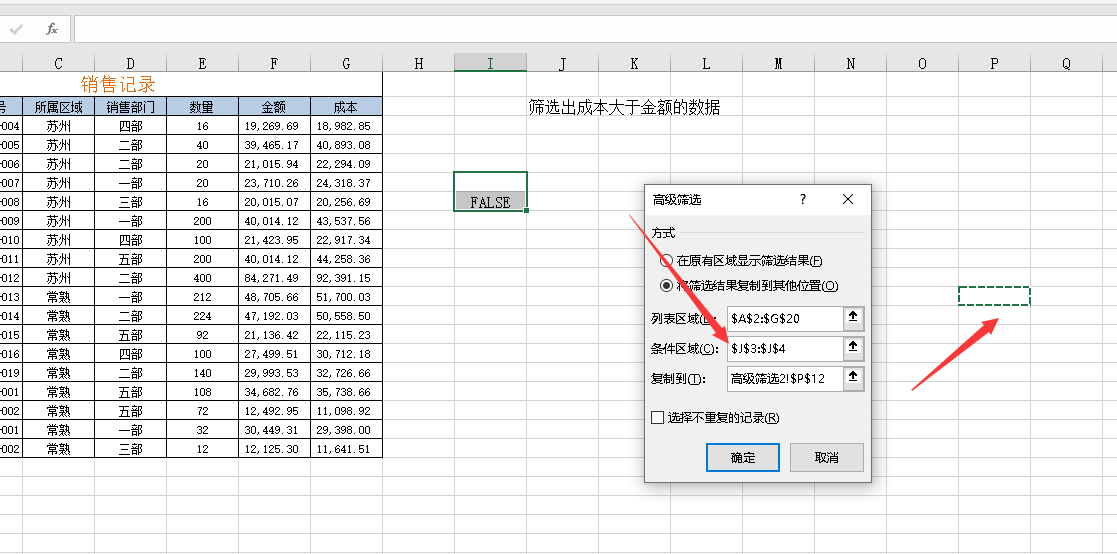 fx
C D E F G H I J K L M N O P Q
销售记录
号 所属区域 销售部门 数量 金额 成本
筛选出成本大于金额的数据
-004 苏州 四部 16 19,269.69 18,982.85
-005 苏州 二部 40 39,465.17 40,893.08
-006 苏州 二部 20 21,015.94 22,294.09
-007 苏州 一部 20 23,710.26 24,318.37
-008 苏州 三部 16 20,015.07 20,256.69
-009 苏州 一部 200 40,014.12 43,537.56
-010 苏州 四部 100 21,423.95 22,917.34
-011 苏州 五部 200 40,014.12 44,258.36
-012 苏州 二部 400 84,271.49 92,391.15
-013 常熟 一部 212 48,705.66 51,700.03
-014 常熟 二部 224 47,192.03 50,558.50
-015 常熟 五部 92 21,136.42 22,115.23
-016 常熟 四部 100 27,499.51 30,712.18
-019 常熟 二部 140 29,993.53 32,726.66
-001 常熟 五部 108 34,682.76 35,738.66
-002 常熟 五部 72 12,492.95 11,098.92
-001 常熟 一部 32 30,449.31 29,398.00
-002 常熟 三部 12 12,125.30 11,641.51
FALSE
高级筛选 ? ×
方式
在原有区域显示筛选结果(F)
将筛选结果复制到其他位置(O)
列表区域(L): $A$2:$G$20
条件区域(C): $J$3:$J$4
复制到(T): 高级筛选2!$P$12
选择不重复的记录(R)
确定 取消